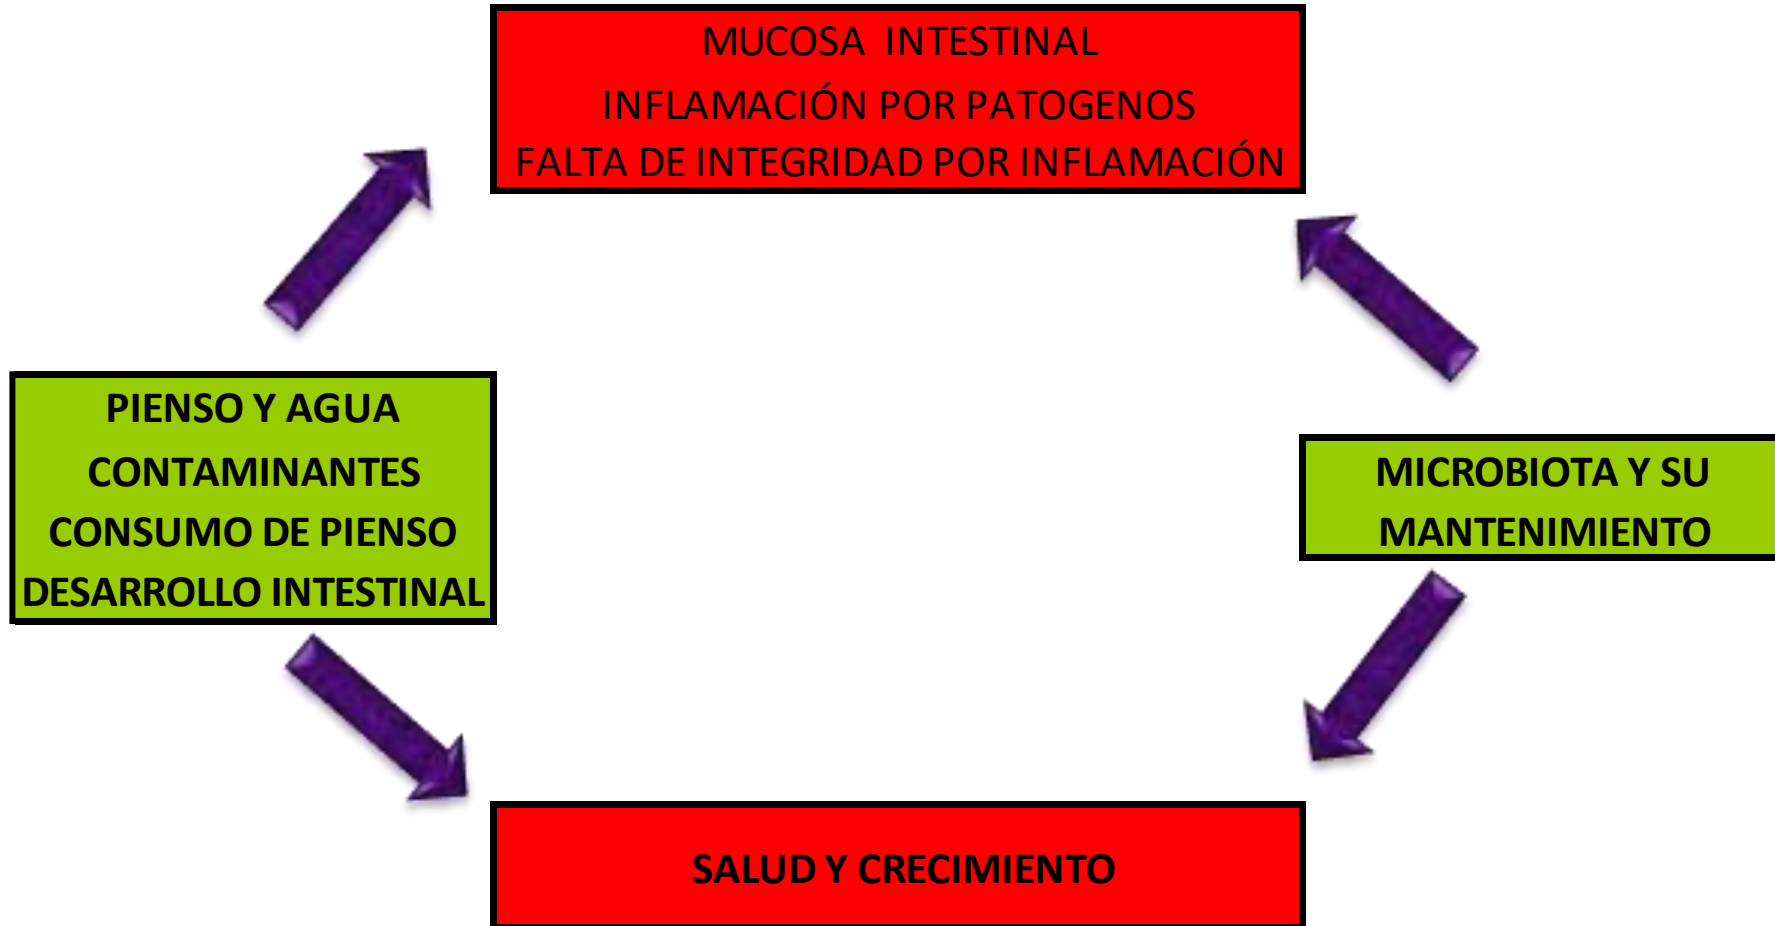 MUCOSA INTESTINAL
INFLAMACIÓN POR PATOGENOS
FALTA DE INTEGRIDAD POR INFLAMACIÓN
PIENSO Y AGUA
CONTAMINANTES
CONSUMO DE PIENSO
DESARROLLO INTESTINAL
MICROBIOTA Y SU
MANTENIMIENTO
SALUD Y CRECIMIENTO